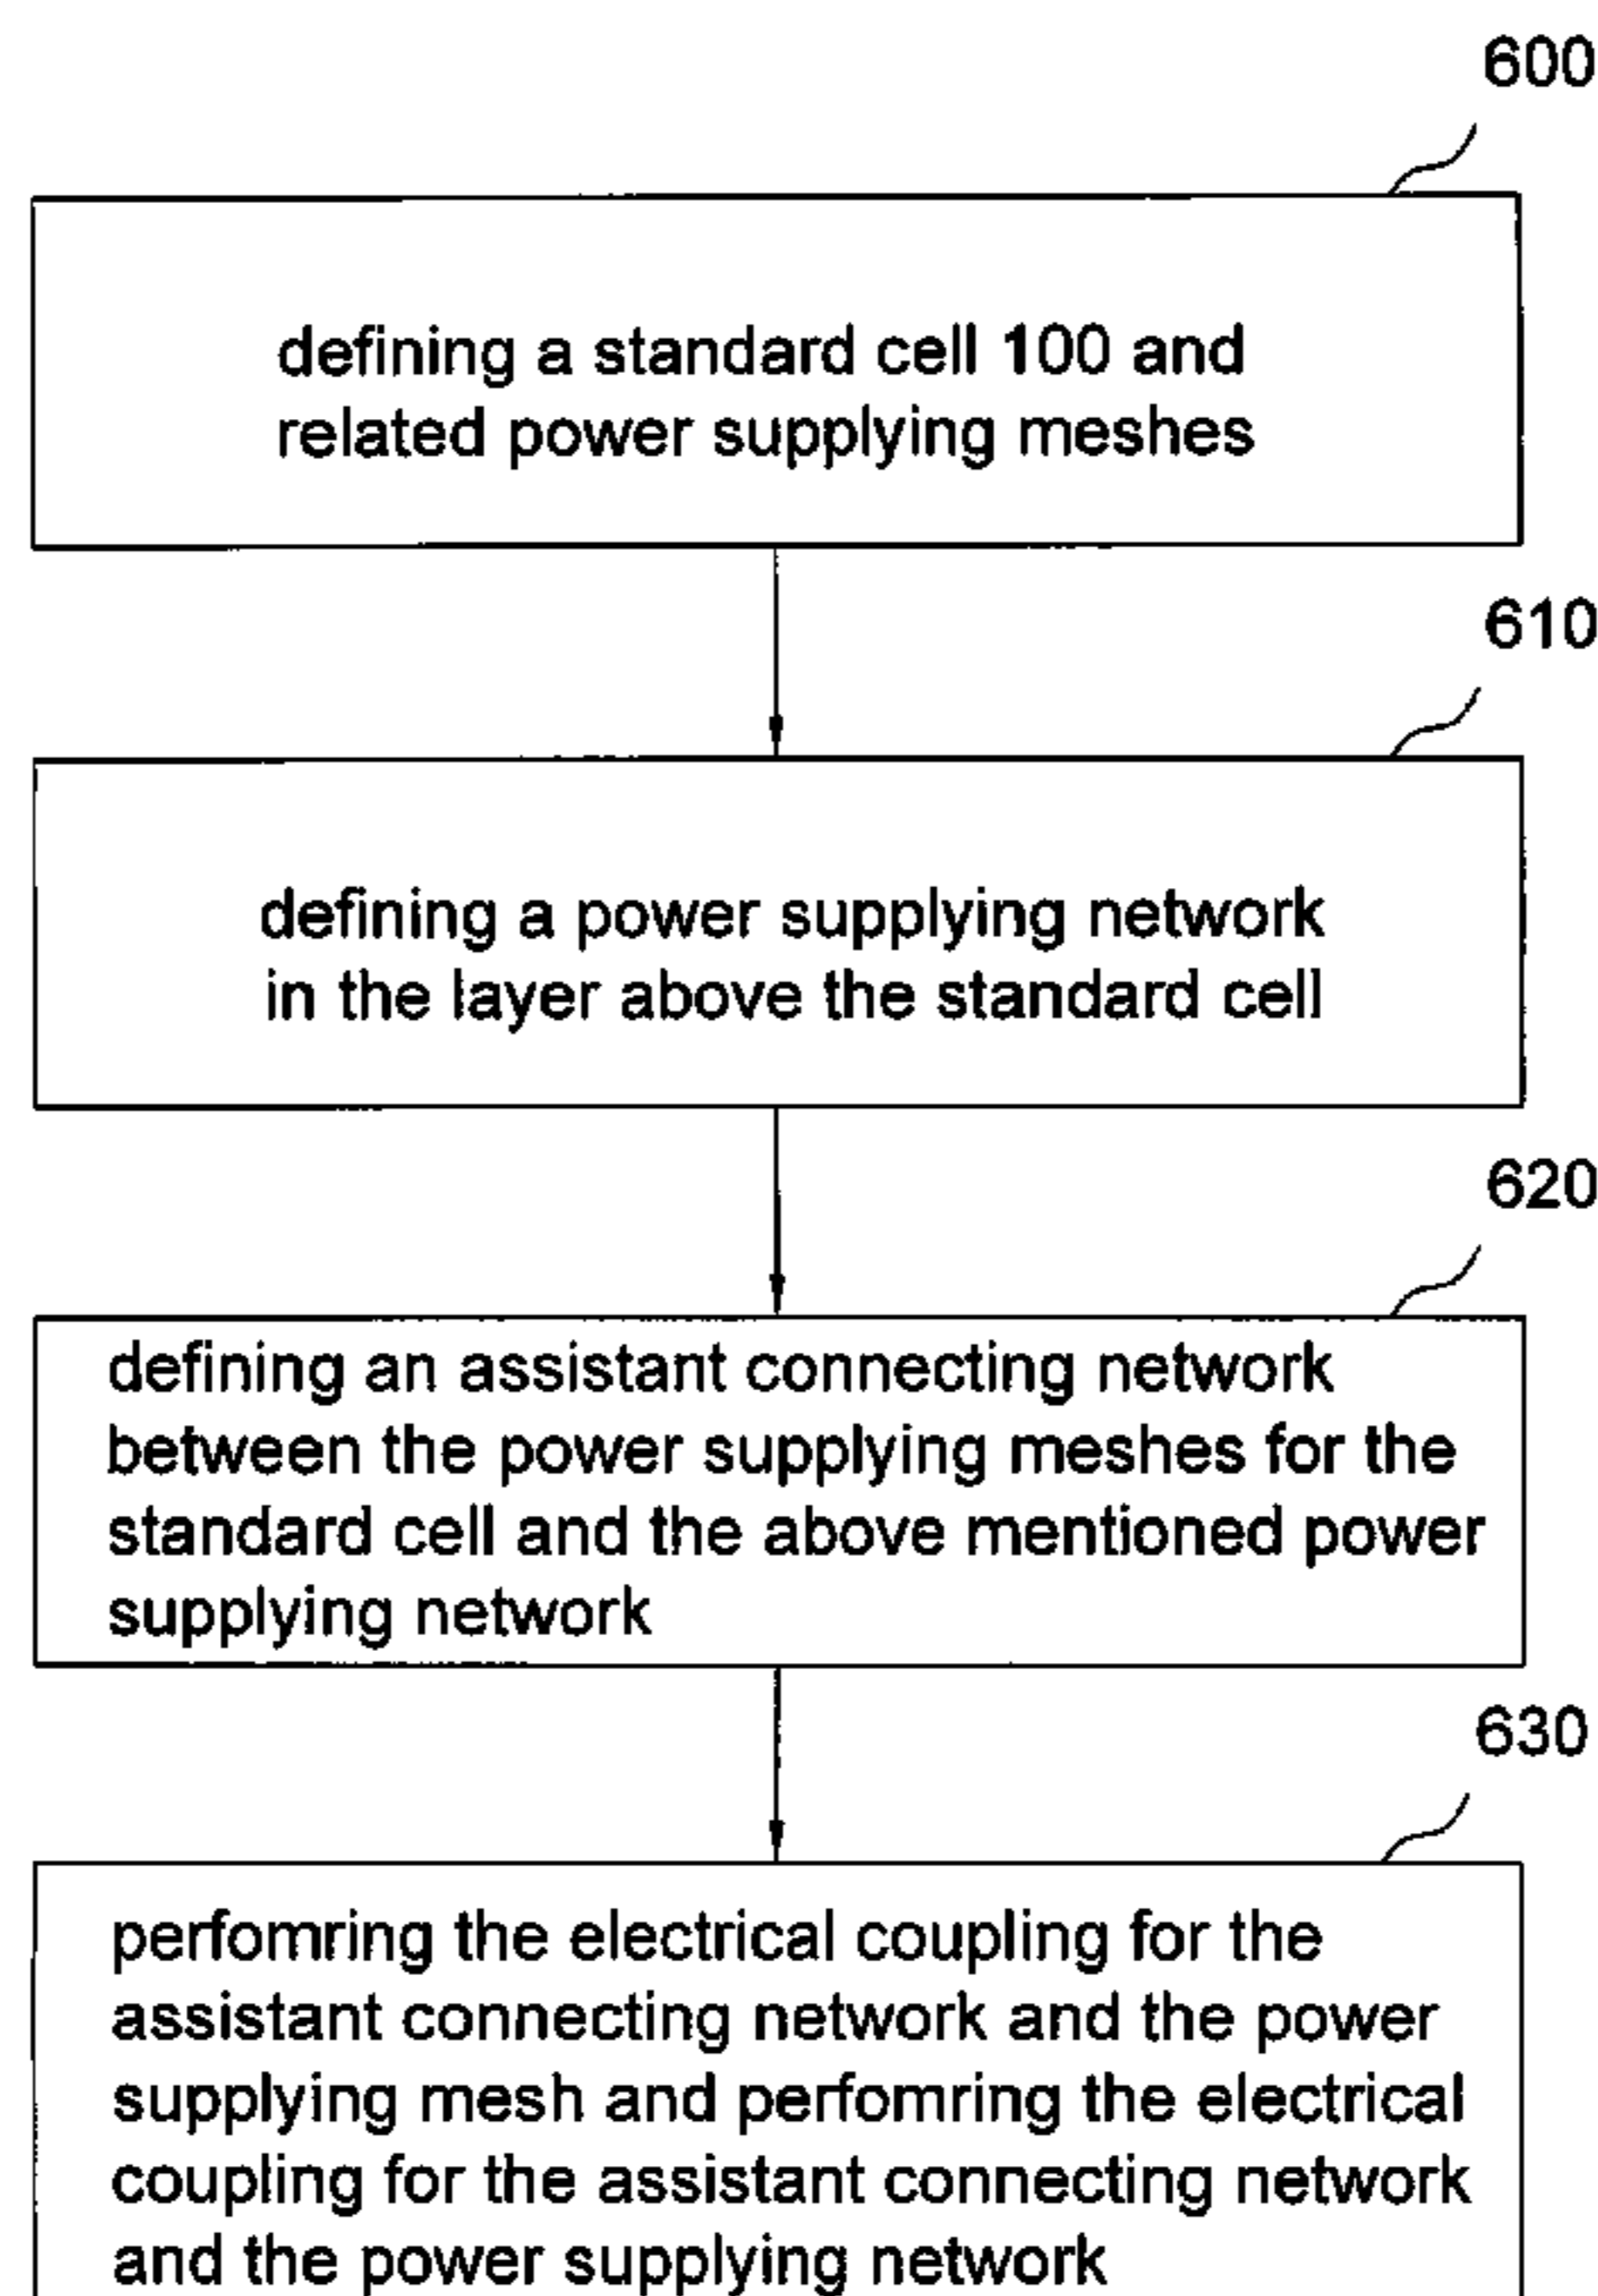 600
defining a standard cell 100 and
related power supplying meshes
610
defining a power supplying network
in the layer above the standard cell
620
defining an assistant connecting network
between the power supplying meshes for the
standard cell and the above mentioned power
supplying network
630
perfomring the electrical coupling for the
assistant connecting network and the power
supplying mesh and perfomring the electrical
coupling for the assistant connecting network
and the power supplying network